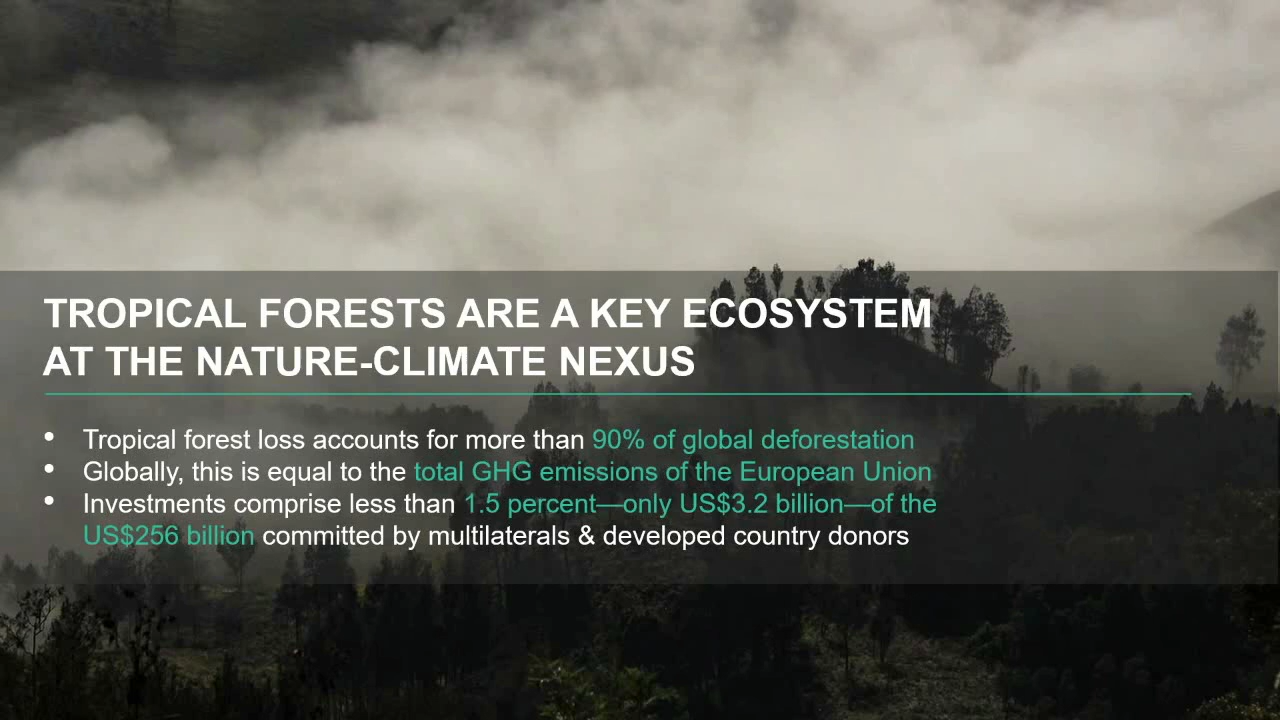 TROPICAL FORESTS ARE A KEY ECOSYSTEM
AT THE NATURE-CLIMATE NEXUS
• Tropical forest loss accounts for more than 90% of global deforestation
• Globally, this is equal to the total GHG emissions of the European Union
• Investments comprise less than 1.5 percent—only US$3.2 billion—of the
US$256 billion committed by multilaterals & developed country donors